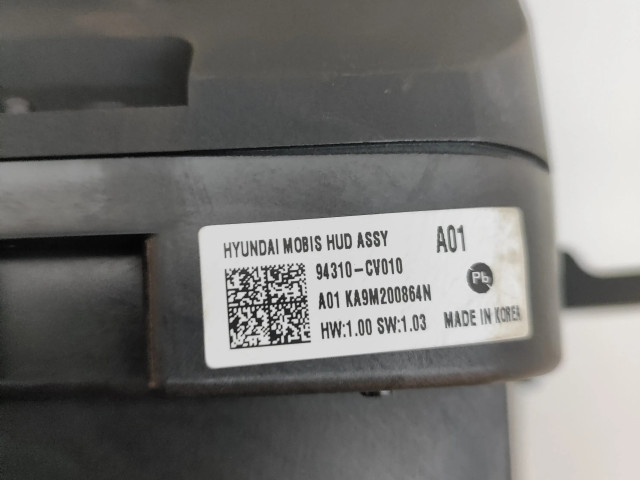 HYUNDAI MOBIS HUD ASSY A01
94310-CV010
Pb
A01 KA9M200864N
HW:1.00 SW:1.03 MADE IN KOREA